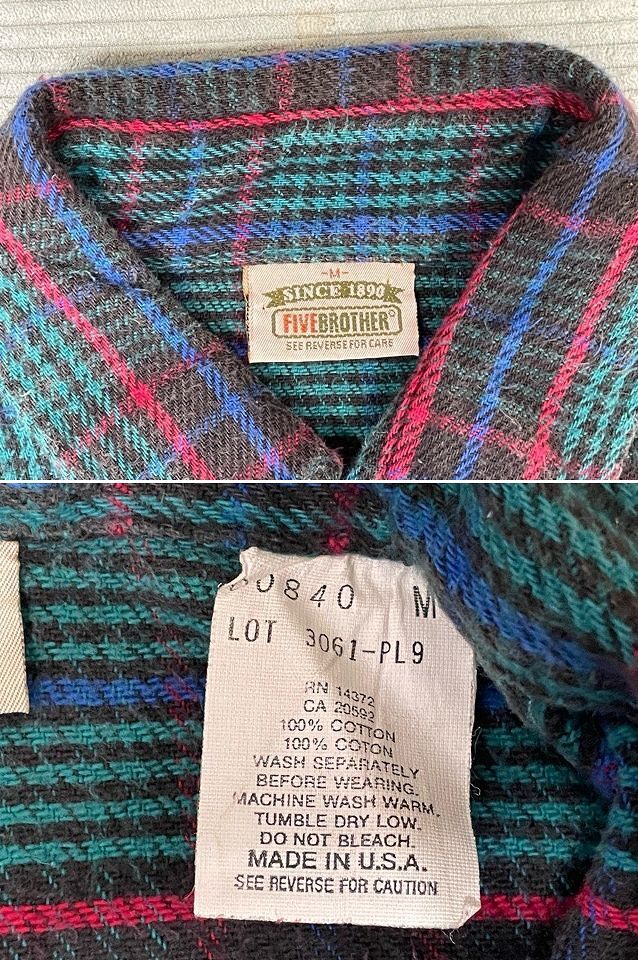 -M-
SINCE 1890
FIVEBROTHER®
SEE REVERSE FOR CARE
0840 M
LOT 3061-PL9
RN 14372
CA 20592
100% COTTON
100% COTON
WASH SEPARATELY
BEFORE WEARING.
MACHINE WASH WARM.
TUMBLE DRY LOW.
DO NOT BLEACH.
MADE IN U.S.A.
SEE REVERSE FOR CAUTION